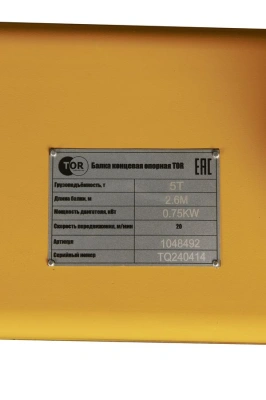 TOR Балка концевая опорная TOR EAC
Грузоподъёмность, т 5T
Длина балки, м 2.6M
Мощность двигателя, кВт 0.75KW
Скорость передвижения, м/мин 20
Артикул 1048492
Серийный номер TQ240414